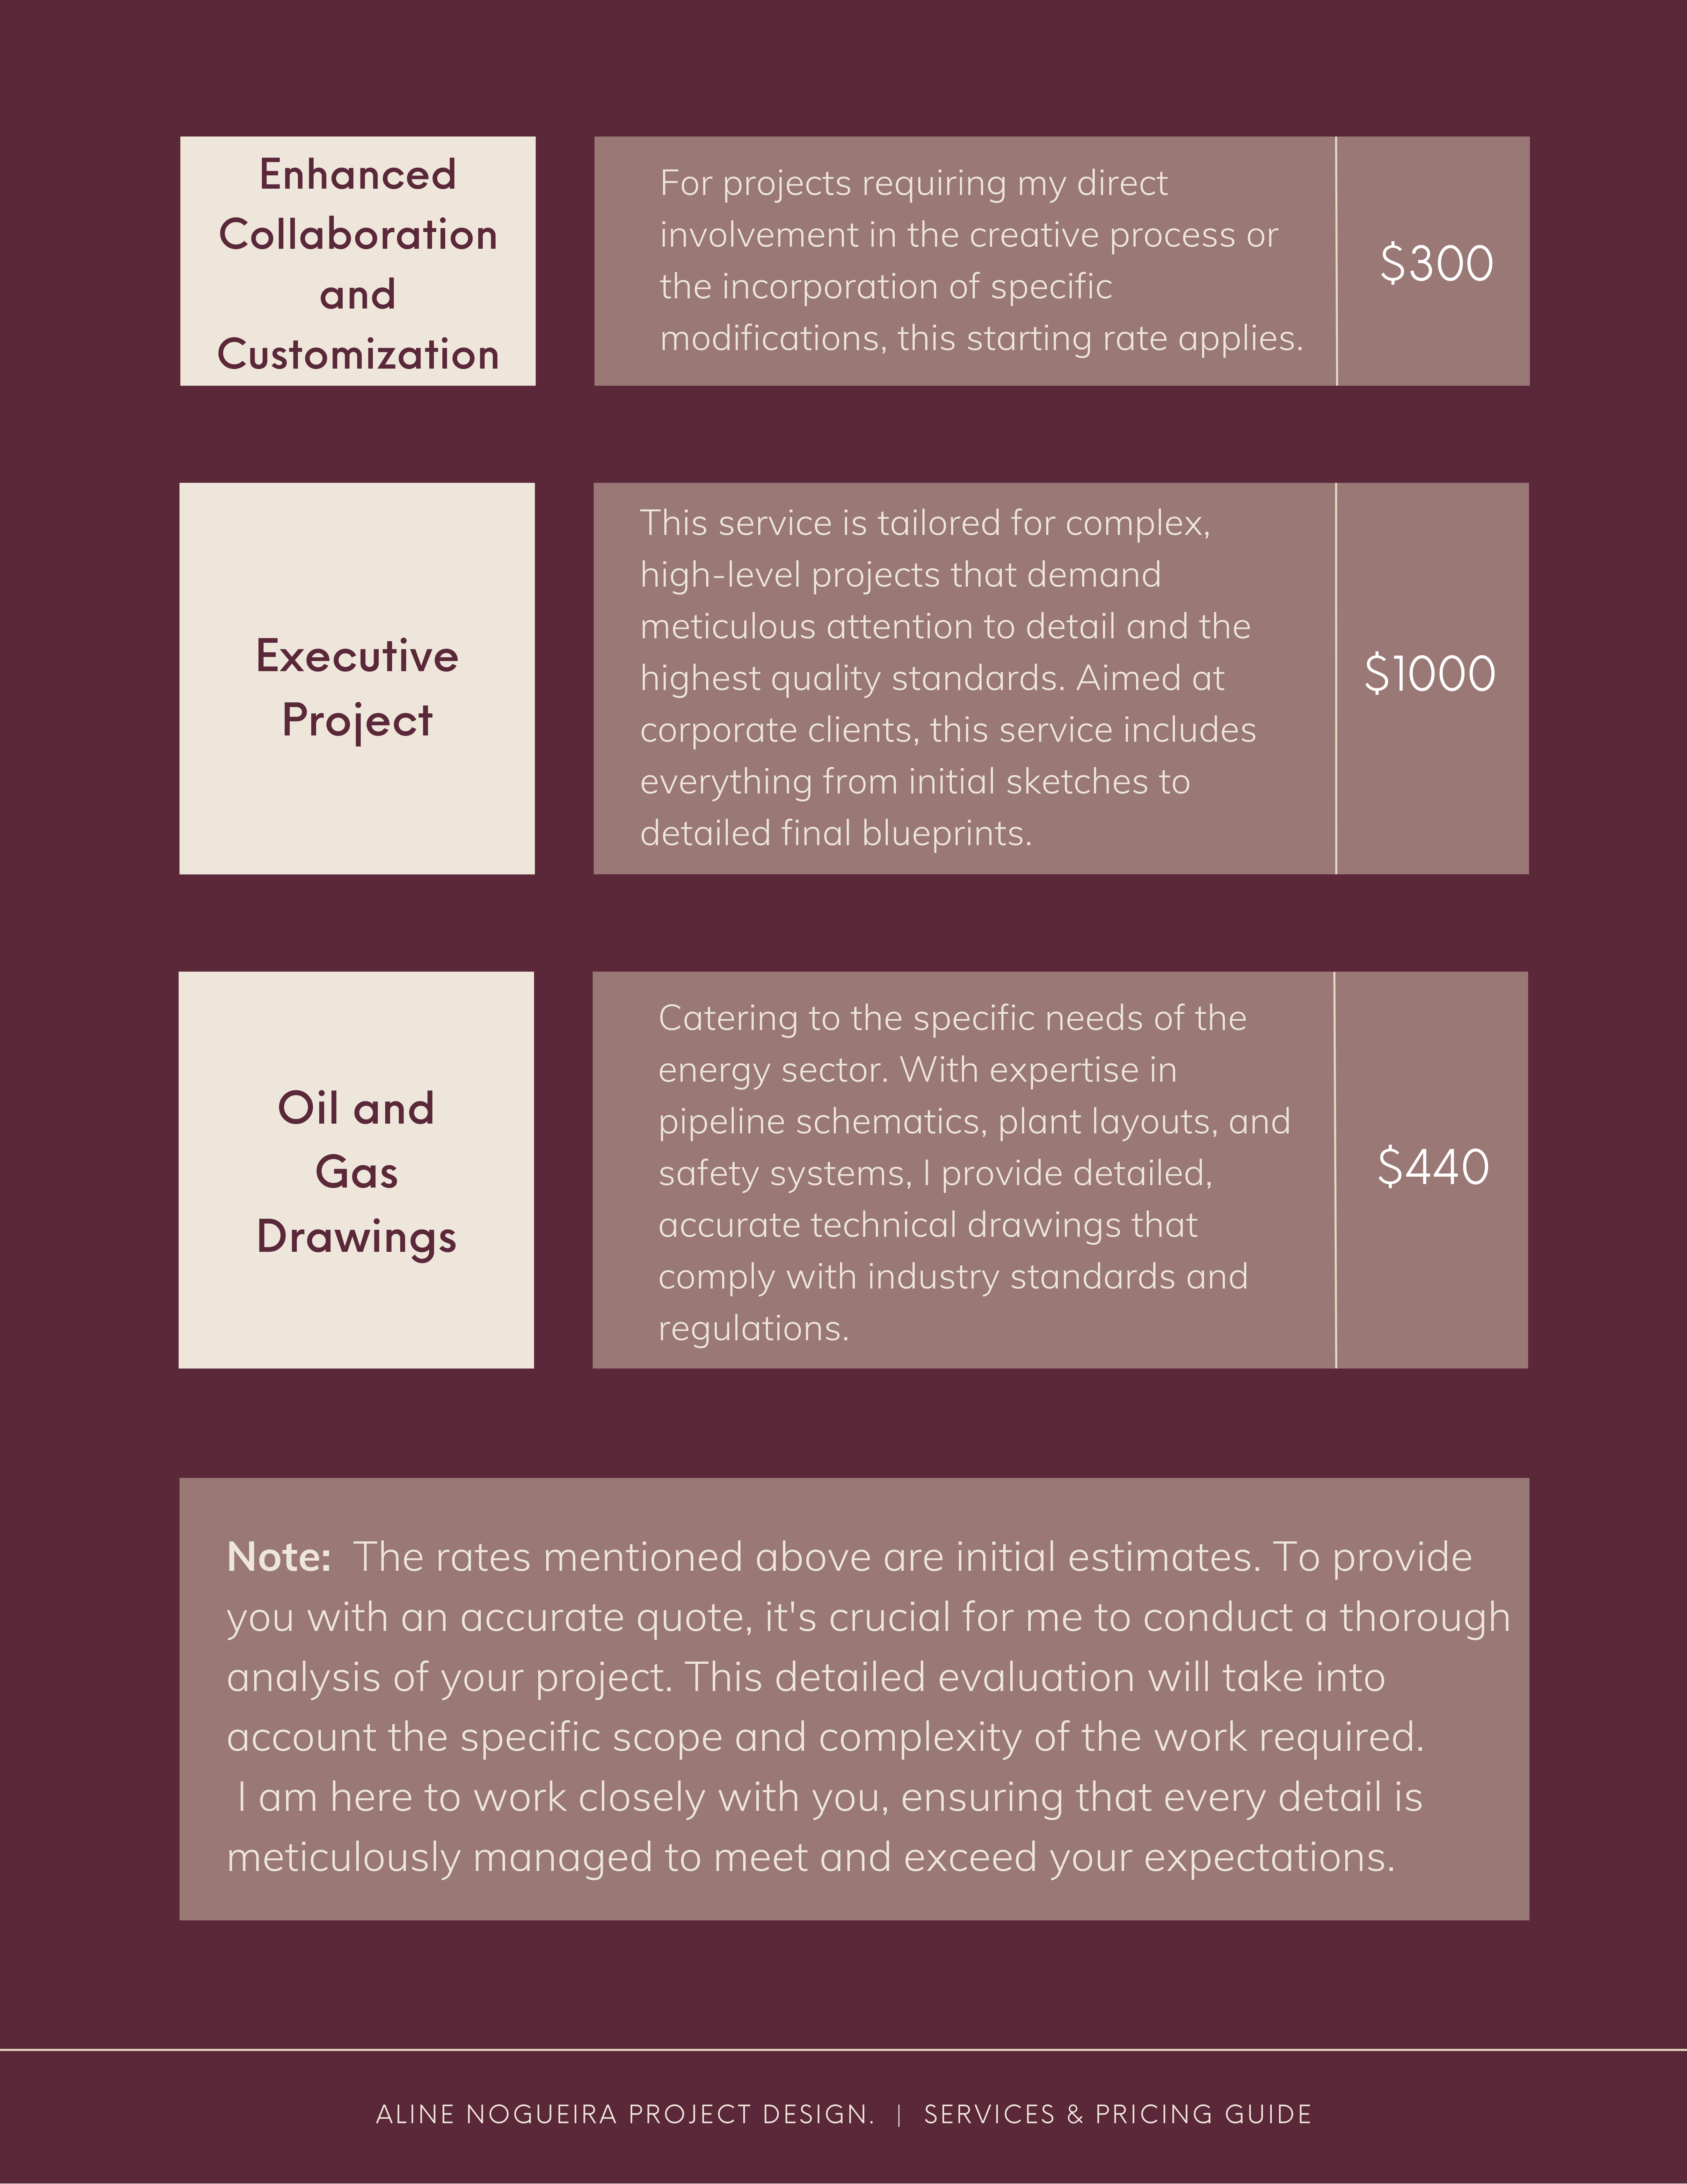 Enhanced
Collaboration
and
Customization
For projects requiring my direct
involvement in the creative process or
the incorporation of specific
modifications, this starting rate applies.
$300
Executive
Project
This service is tailored for complex,
high-level projects that demand
meticulous attention to detail and the
highest quality standards. Aimed at
corporate clients, this service includes
everything from initial sketches to
detailed final blueprints.
$1000
Oil and
Gas
Drawings
Catering to the specific needs of the
energy sector. With expertise in
pipeline schematics, plant layouts, and
safety systems, I provide detailed,
accurate technical drawings that
comply with industry standards and
regulations.
$440
Note: The rates mentioned above are initial estimates. To provide
you with an accurate quote, it's crucial for me to conduct a thorough
analysis of your project. This detailed evaluation will take into
account the specific scope and complexity of the work required.
I am here to work closely with you, ensuring that every detail is
meticulously managed to meet and exceed your expectations.
ALINE NOGUEIRA PROJECT DESIGN. | SERVICES & PRICING GUIDE